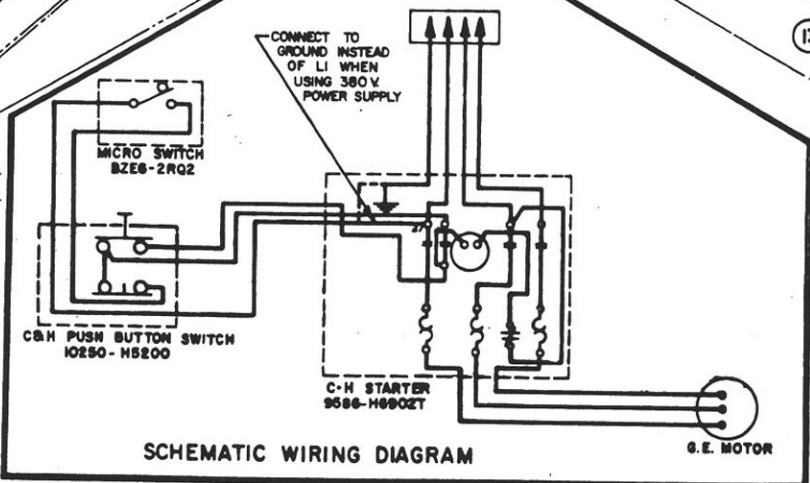 CONNECT TO
GROUND INSTEAD
OF L1 WHEN
USING 380 V.
POWER SUPPLY
MICRO SWITCH
BZE6-2RQ2
C&H PUSH BUTTON SWITCH
10250-H5200
C-H STARTER
9586-H6902T
G.E. MOTOR
SCHEMATIC WIRING DIAGRAM